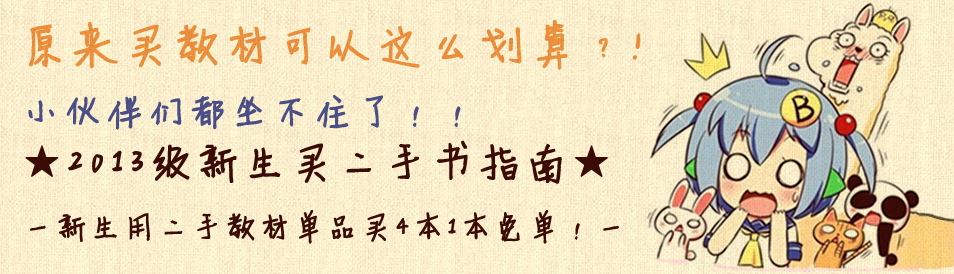 原来买教材可以这么划算？！
小伙伴们都坐不住了！！
★2013级新生买二手书指南★
－新生用二手教材单品买4本1本免单！－
B